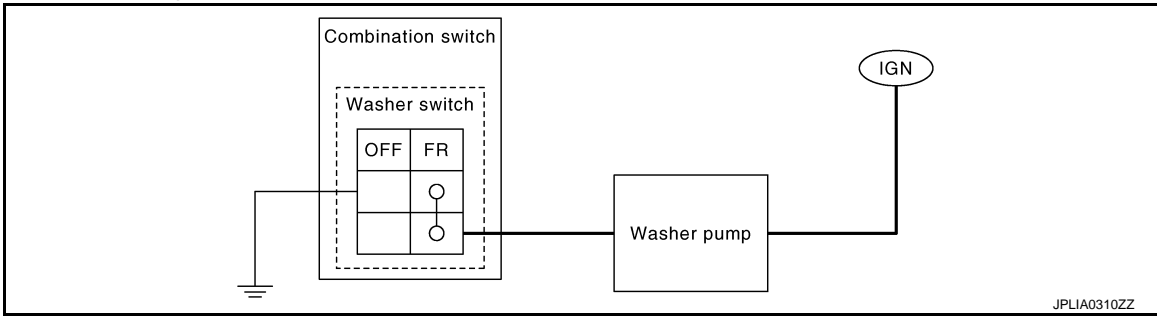 Combination switch
IGN
Washer switch
OFF FR
Washer pump
JPLIA0310ZZ